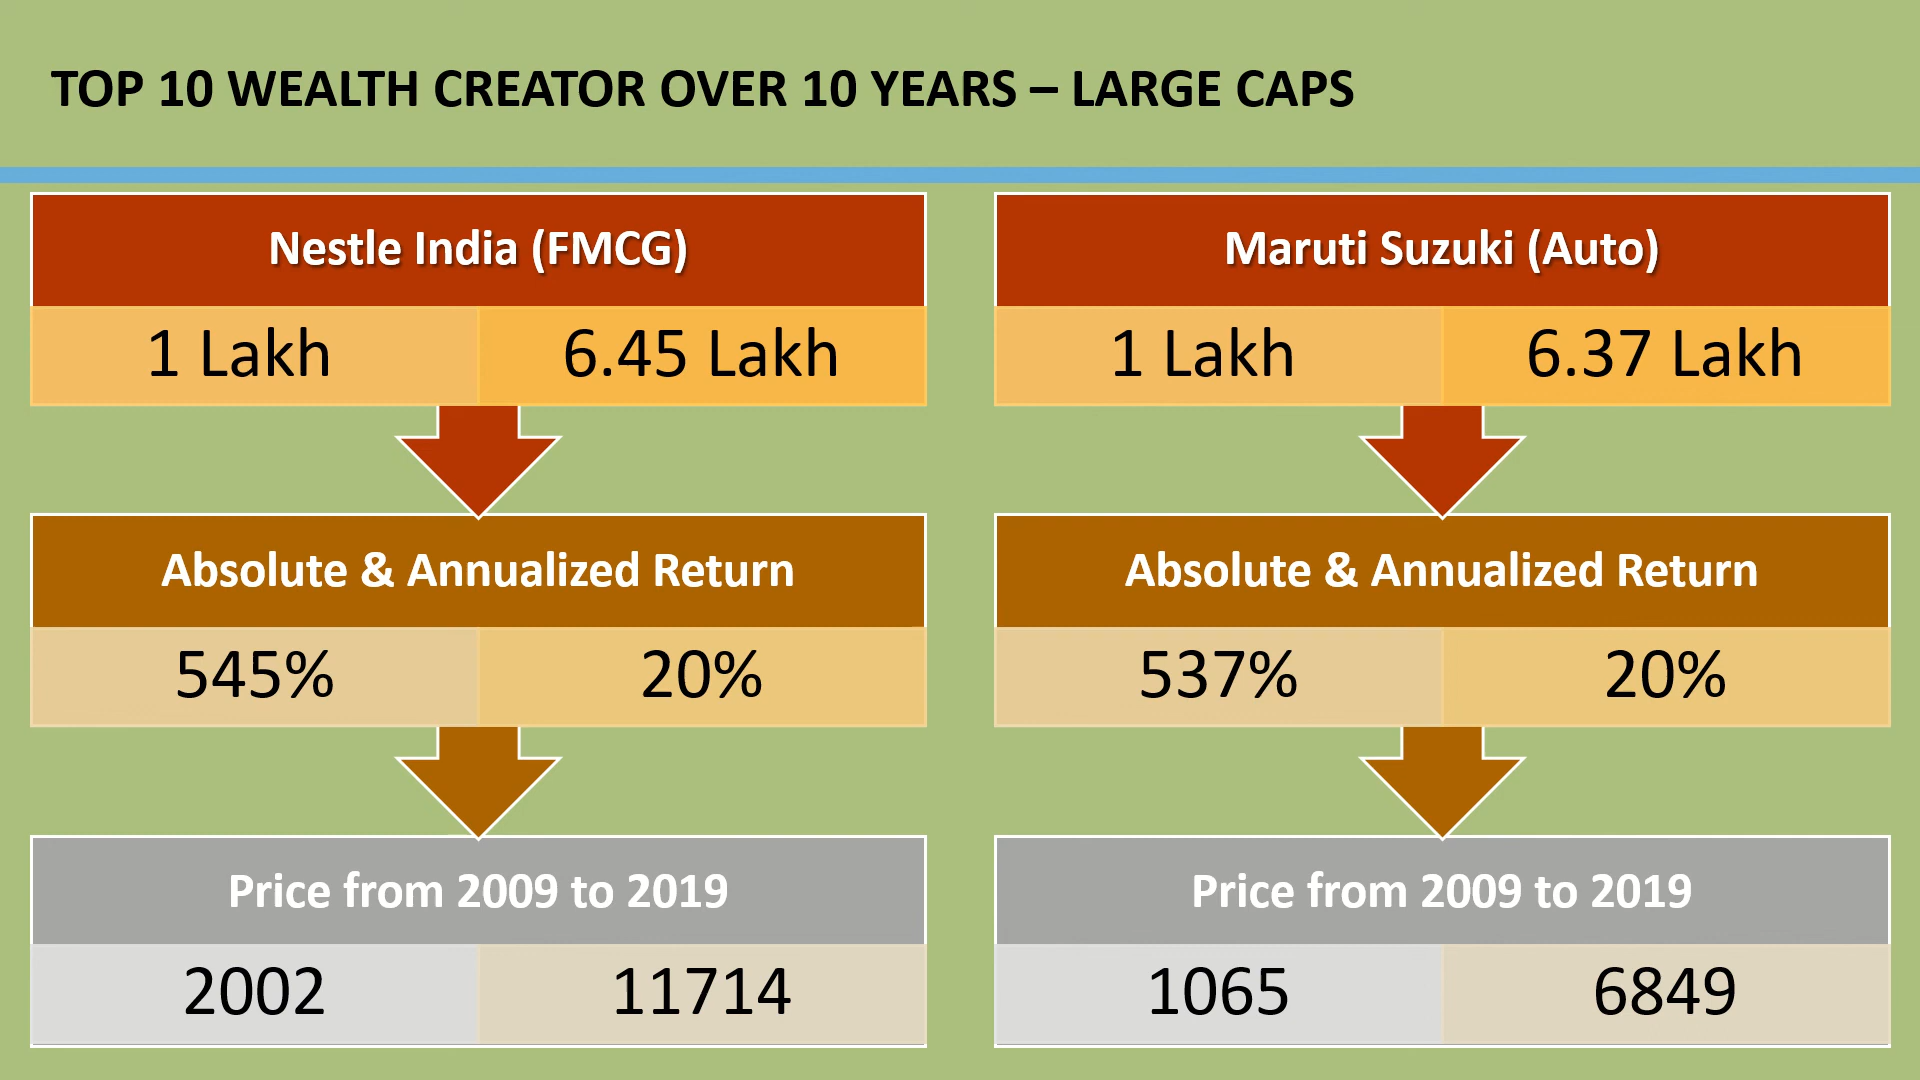 TOP 10 WEALTH CREATOR OVER 10 YEARS – LARGE CAPS
Nestle India (FMCG)
1 Lakh
6.45 Lakh
Absolute & Annualized Return
545%
20%
Price from 2009 to 2019
2002
11714
Maruti Suzuki (Auto)
1 Lakh
6.37 Lakh
Absolute & Annualized Return
537%
20%
Price from 2009 to 2019
1065
6849